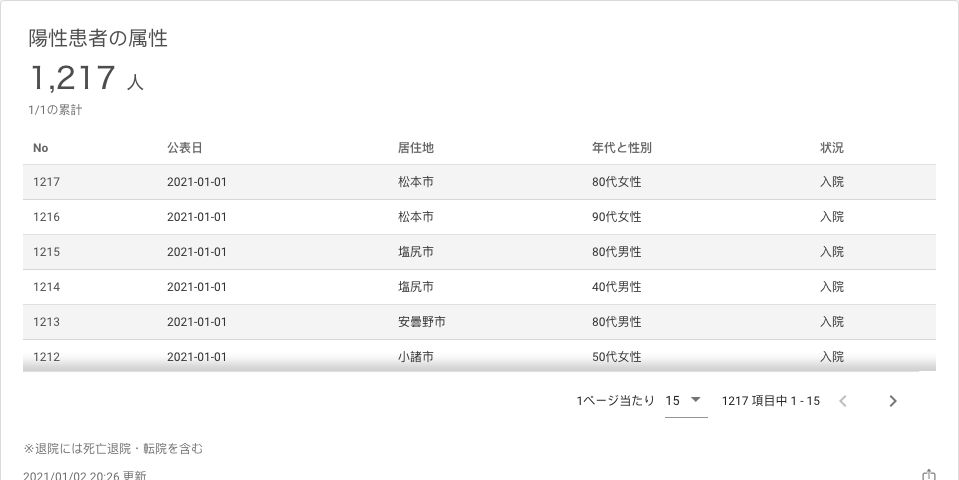 陽性患者の属性
1,217 人
1/1の累計
No 公表日 居住地 年代と性別 状況
1217 2021-01-01 松本市 80代女性 入院
1216 2021-01-01 松本市 90代女性 入院
1215 2021-01-01 塩尻市 80代男性 入院
1214 2021-01-01 塩尻市 40代男性 入院
1213 2021-01-01 安曇野市 80代男性 入院
1212 2021-01-01 小諸市 50代女性 入院
1ページ当たり 15 1217 項目中 1 - 15
※退院には死亡退院・転院を含む
2021/01/02 20:26 更新